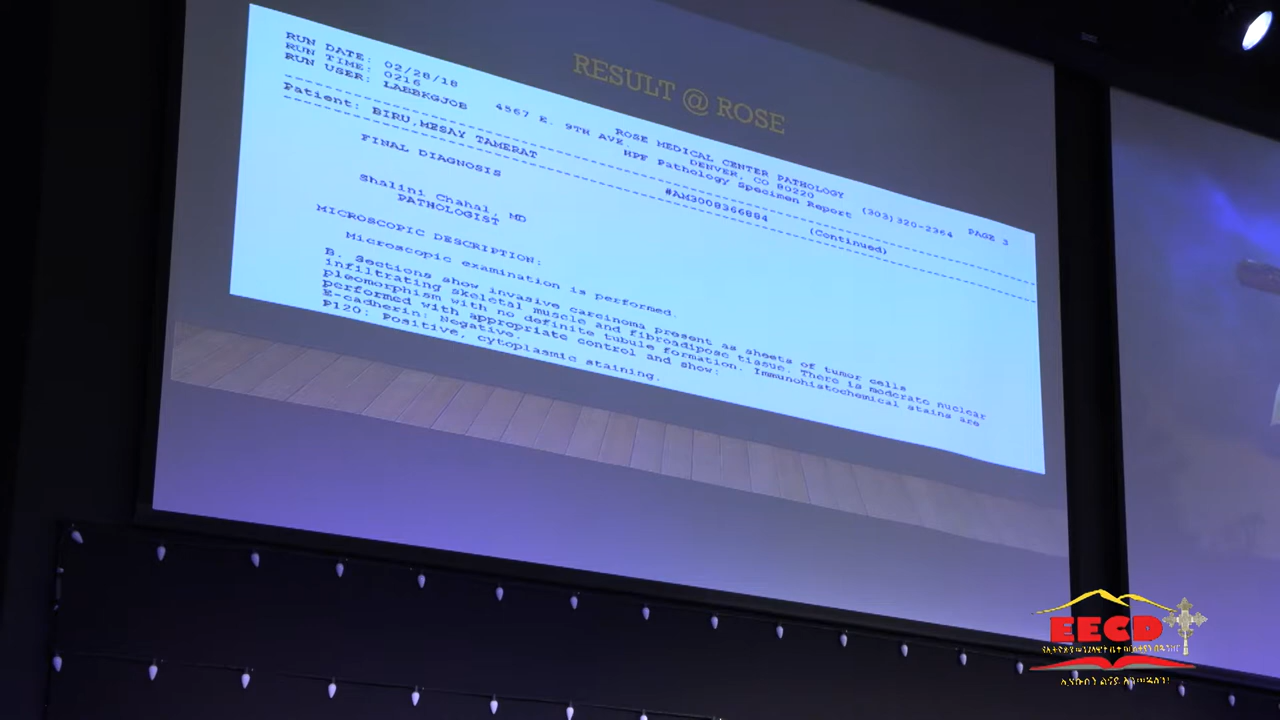 RESULT @ ROSE
RUN DATE: 02/28/18
RUN TIME: 0216
RUN USER: LABBKGJOB
ROSE MEDICAL CENTER PATHOLOGY
4567 E. 9TH AVE. DENVER, CO 80220 (303)320-2364 PAGE 3
HPF Pathology Specimen Report
Patient: BIRU,MESAY TAMERAT #AM3008366884 (Continued)
FINAL DIAGNOSIS
Shalini Chahal, MD
PATHOLOGIST
MICROSCOPIC DESCRIPTION:
Microscopic examination is performed.
B. Sections show invasive carcinoma present as sheets of tumor cells
infiltrating skeletal muscle and fibroadipose tissue. There is moderate nuclear
pleomorphism with no definite tubule formation. Immunohistochemical stains are
performed with appropriate control and show:
E-cadherin: Negative.
P120: Positive, cytoplasmic staining.
EECD